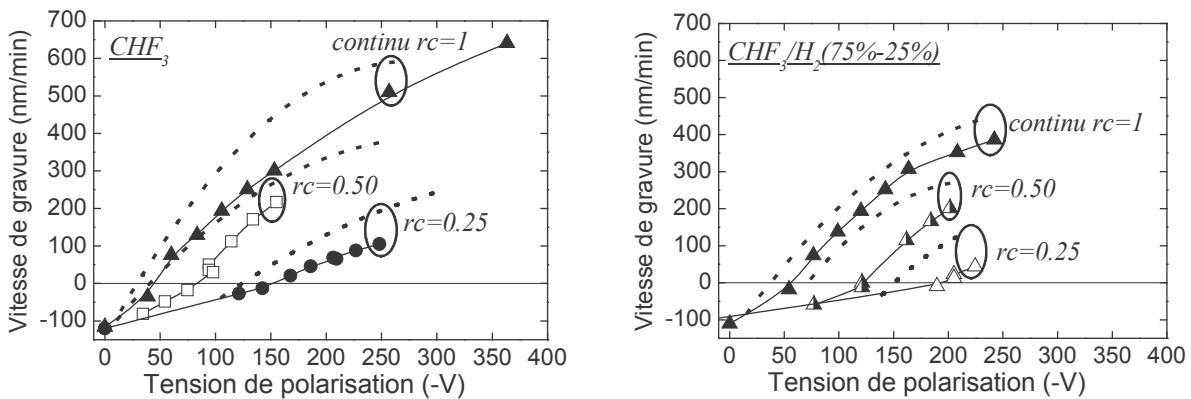 700
600
500
400
300
200
100
0
-100
0 50 100 150 200 250 300 350 400
Vitesse de gravure (nm/min)
Tension de polarisation (-V)
CHF3
continu rc=1
rc=0.50
rc=0.25
700
600
500
400
300
200
100
0
-100
0 50 100 150 200 250 300 350 400
Vitesse de gravure (nm/min)
Tension de polarisation (-V)
CHF3/H2(75%-25%)
continu rc=1
rc=0.50
rc=0.25